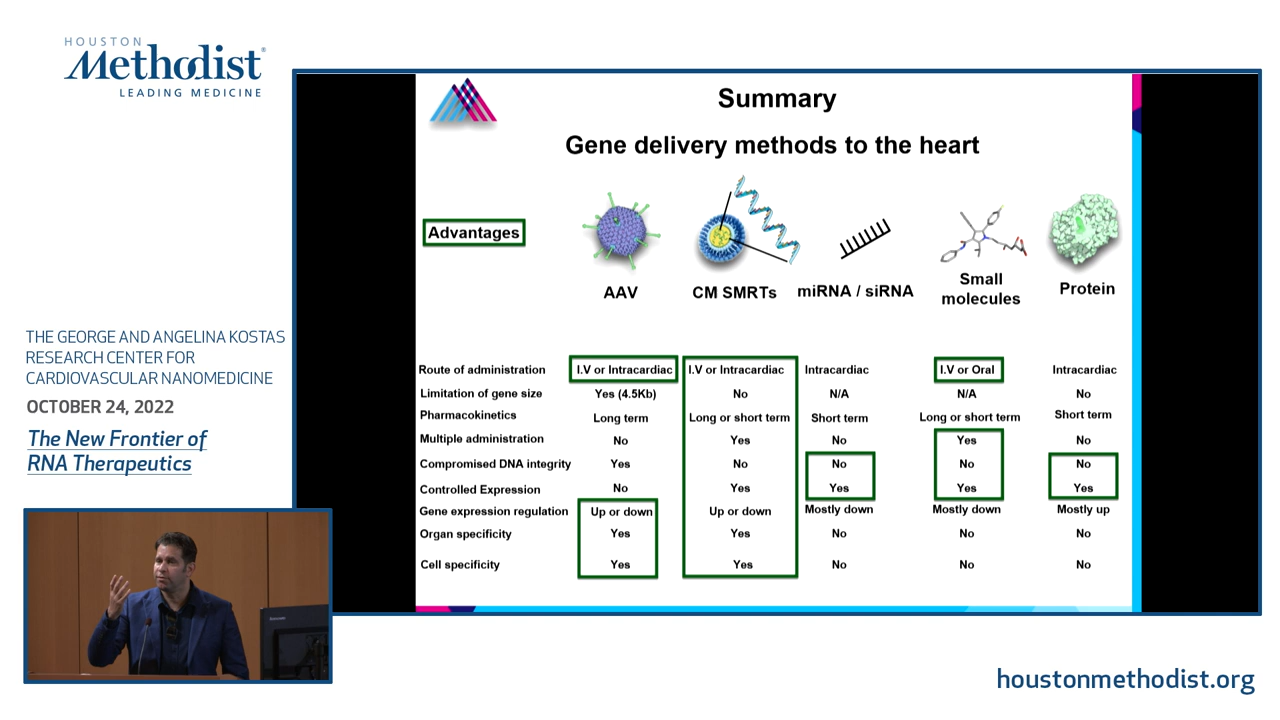 HOUSTON
Methodist®
LEADING MEDICINE
THE GEORGE AND ANGELINA KOSTAS
RESEARCH CENTER FOR
CARDIOVASCULAR NANOMEDICINE
OCTOBER 24, 2022
The New Frontier of
RNA Therapeutics
Summary
Gene delivery methods to the heart
Advantages
AAV
CM SMRTs
miRNA / siRNA
Small
molecules
Protein
Route of administration I.V or Intracardiac I.V or Intracardiac Intracardiac I.V or Oral Intracardiac
Limitation of gene size Yes (4.5Kb) No N/A N/A No
Pharmacokinetics Long term Long or short term Short term Long or short term Short term
Multiple administration No Yes No Yes No
Compromised DNA integrity Yes No No No No
Controlled Expression No Yes Yes Yes Yes
Gene expression regulation Up or down Up or down Mostly down Mostly down Mostly up
Organ specificity Yes Yes No No No
Cell specificity Yes Yes No No No
houstonmethodist.org